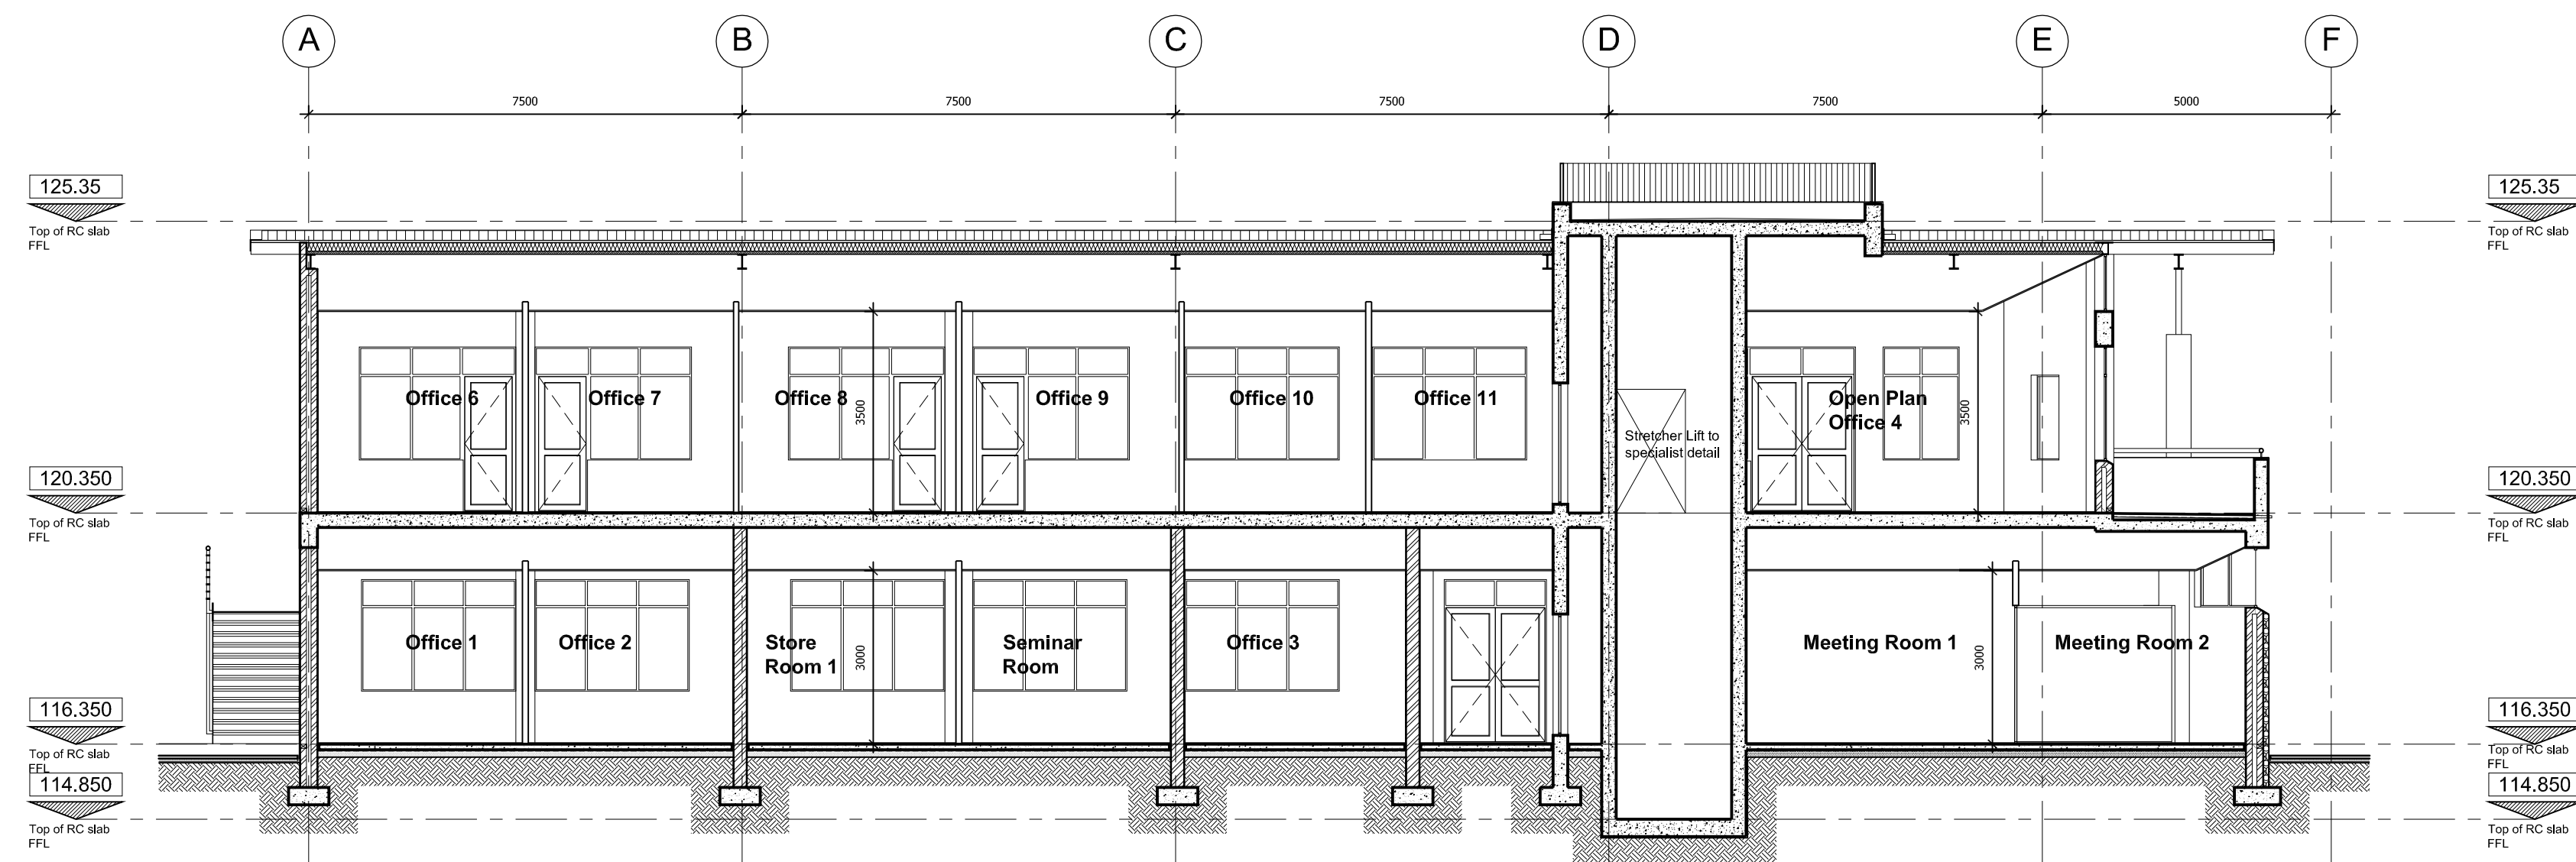 A
B
C
D
E
F
7500
7500
7500
7500
5000
125.35
Top of RC slab
FFL
125.35
Top of RC slab
FFL
Office 6
Office 7
Office 8
3500
Office 9
Office 10
Office 11
Stretcher Lift to
specialist detail
Open Plan
Office 4
3500
120.350
Top of RC slab
FFL
120.350
Top of RC slab
FFL
Office 1
Office 2
Store
Room 1
3000
Seminar
Room
Office 3
Meeting Room 1
3000
Meeting Room 2
116.350
Top of RC slab
FFL
116.350
Top of RC slab
FFL
114.850
Top of RC slab
FFL
114.850
Top of RC slab
FFL